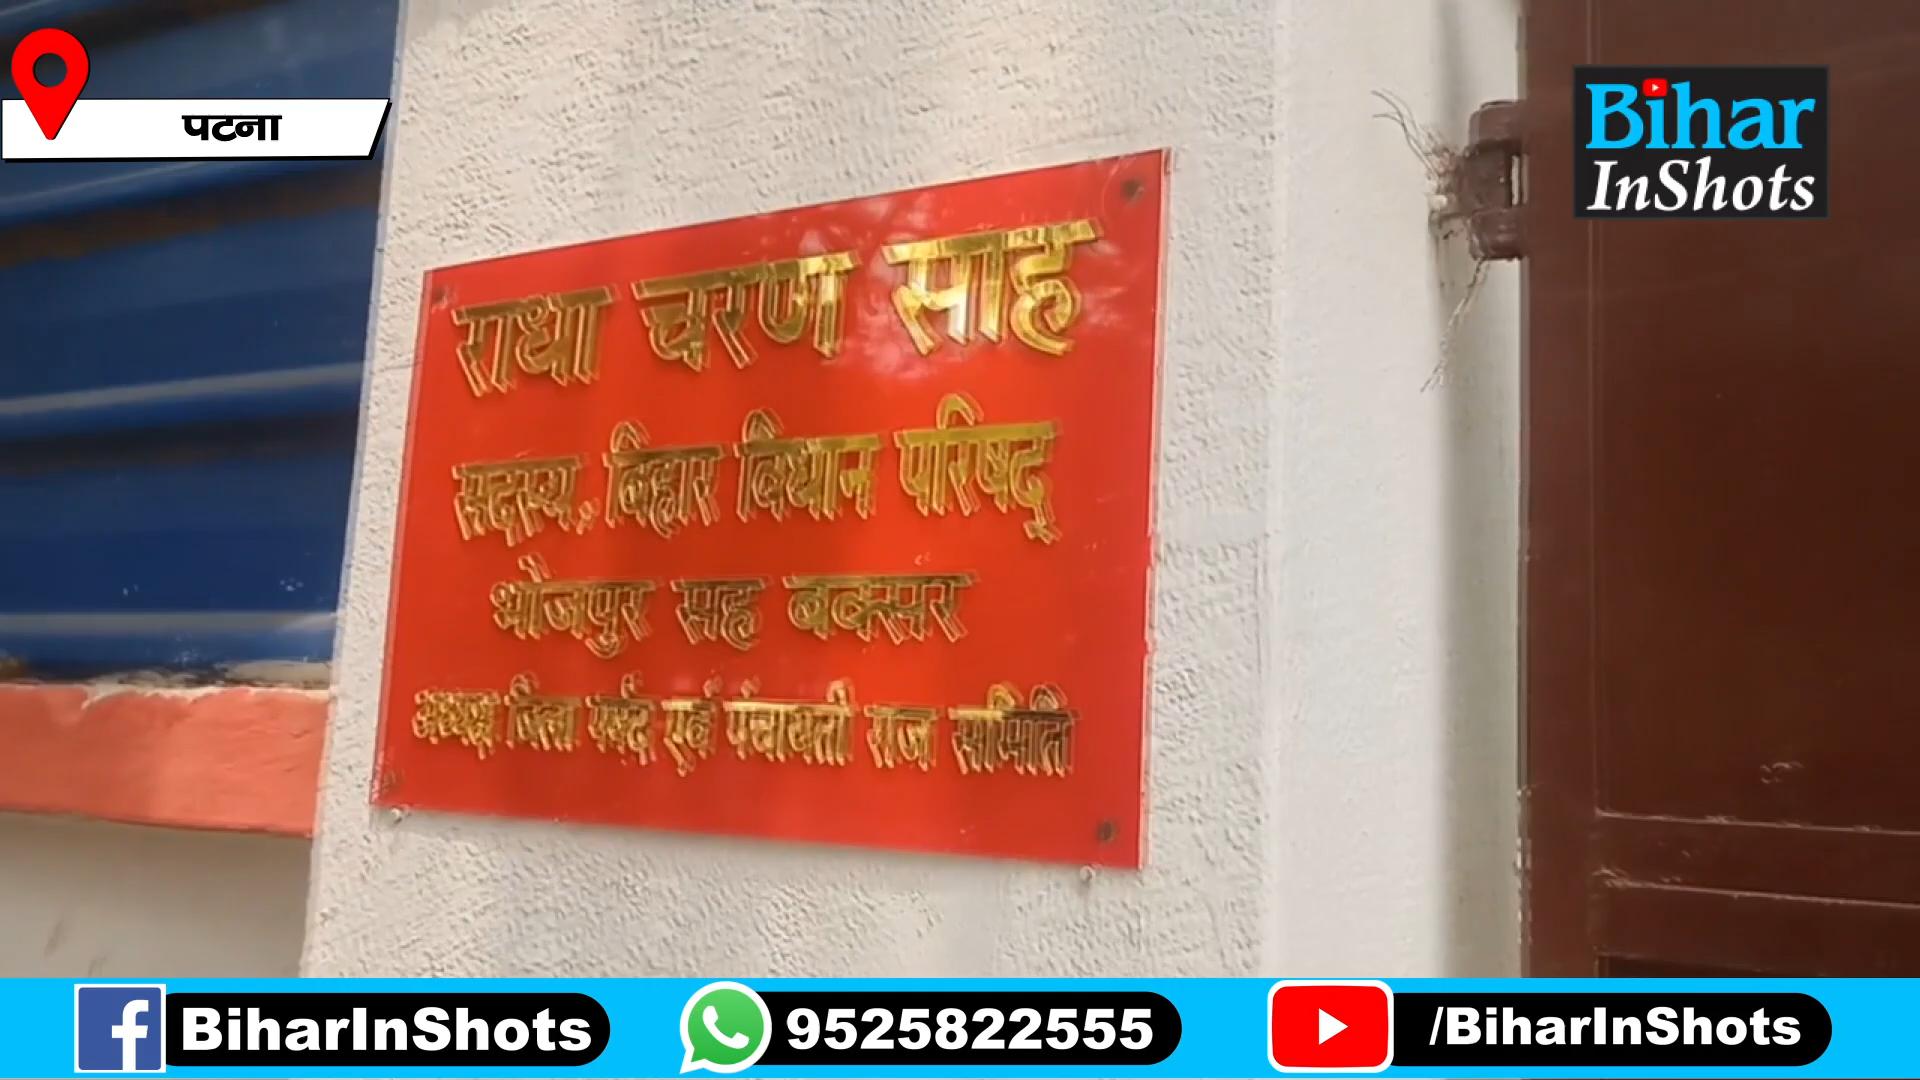 पटना
Bihar
InShots
राधा चरण साह
सदस्य, बिहार विधान परिषद्
भोजपुर सह बक्सर
अध्यक्ष जिला पर्षद एवं पंचायती राज समिति
BiharInShots
9525822555
/BiharInShots